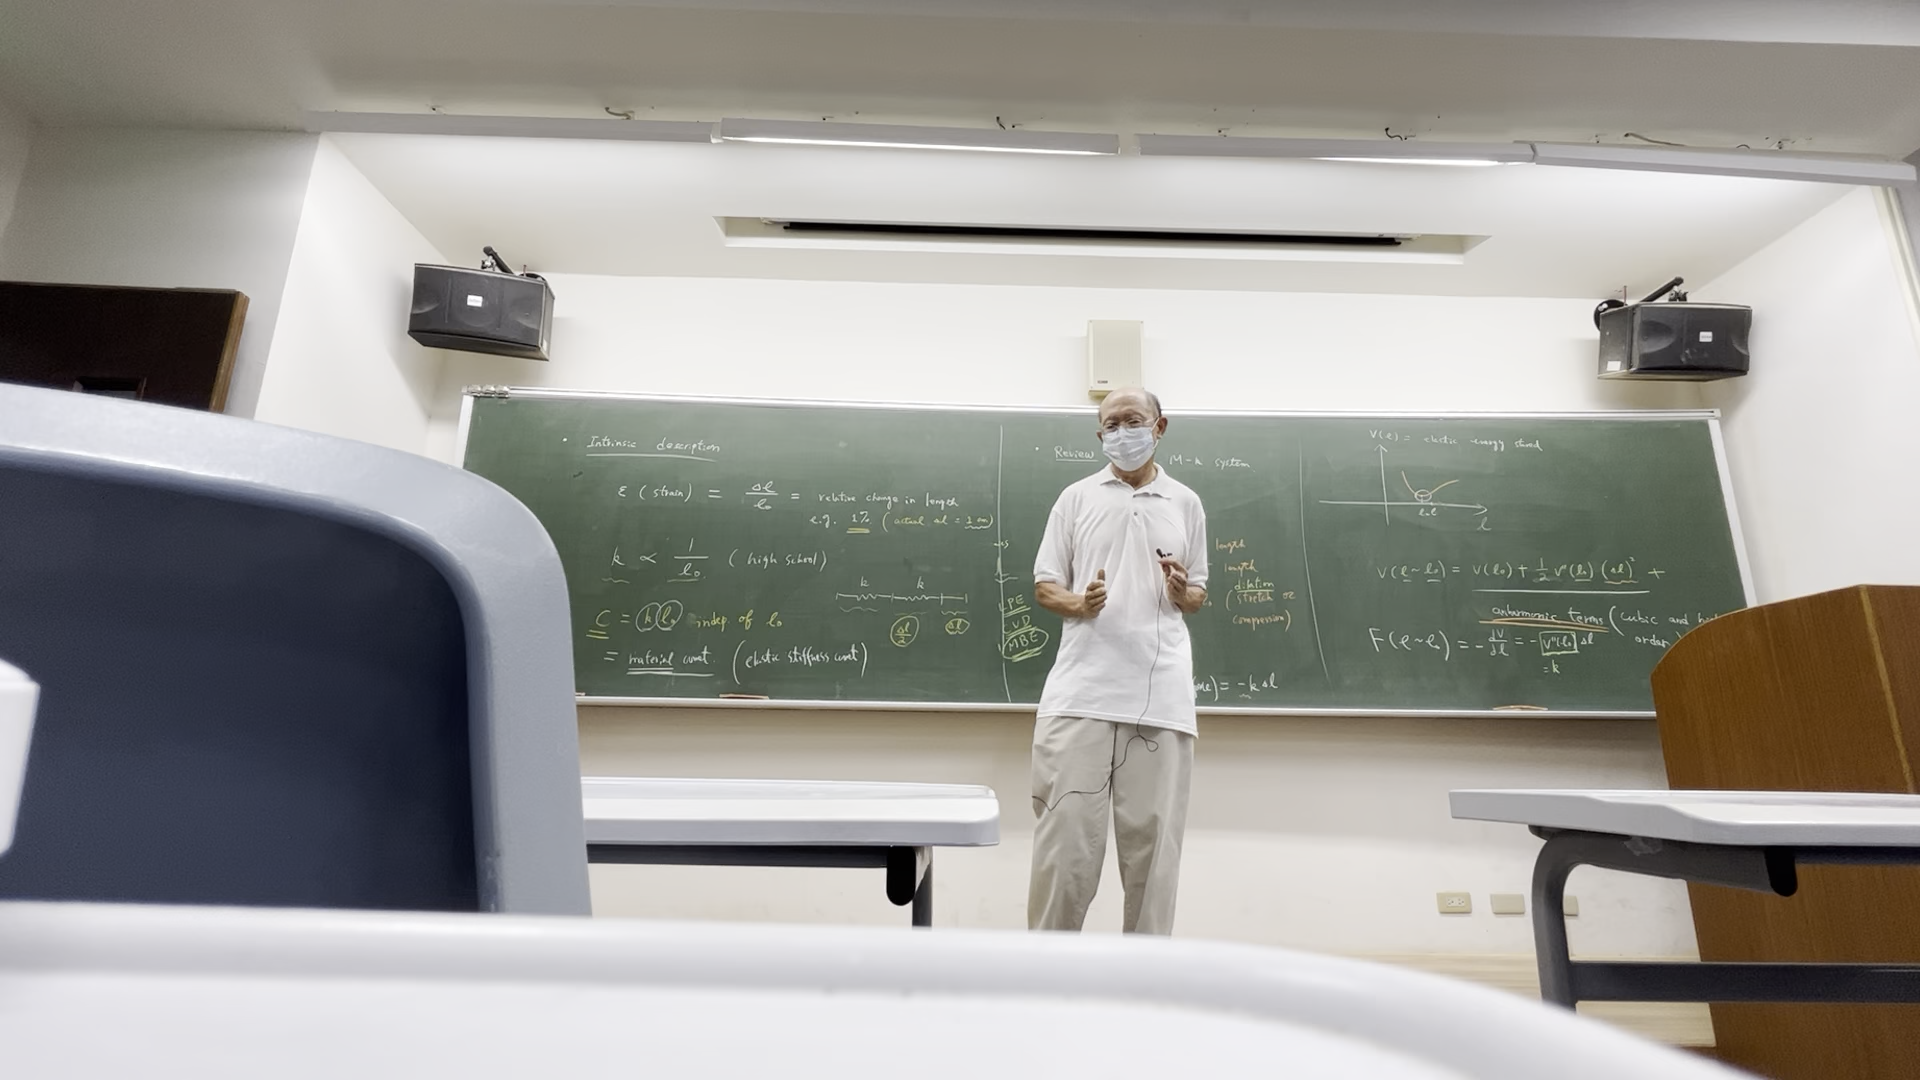 • Intrinsic description
ε (strain) = Δl/l₀ = relative change in length
e.g. 1% (actual Δl = 1 cm)
k ∝ 1/l₀ (high school)
k k
C = k l₀ indep. of l₀
Δl/2 Δl
= material const. (elastic stiffness const)
• Review M-k system
length
length
dilation
(stretch or
compression)
LPE
MBE
) = -k Δl
V(l) = elastic energy stored
l
V(l ~ l₀) = V(l₀) + 1/2 V''(l₀) (Δl)² +
anharmonic terms (cubic and
order
F(l ~ l₀) = - dV/dl = - V''(l₀) Δl
= k